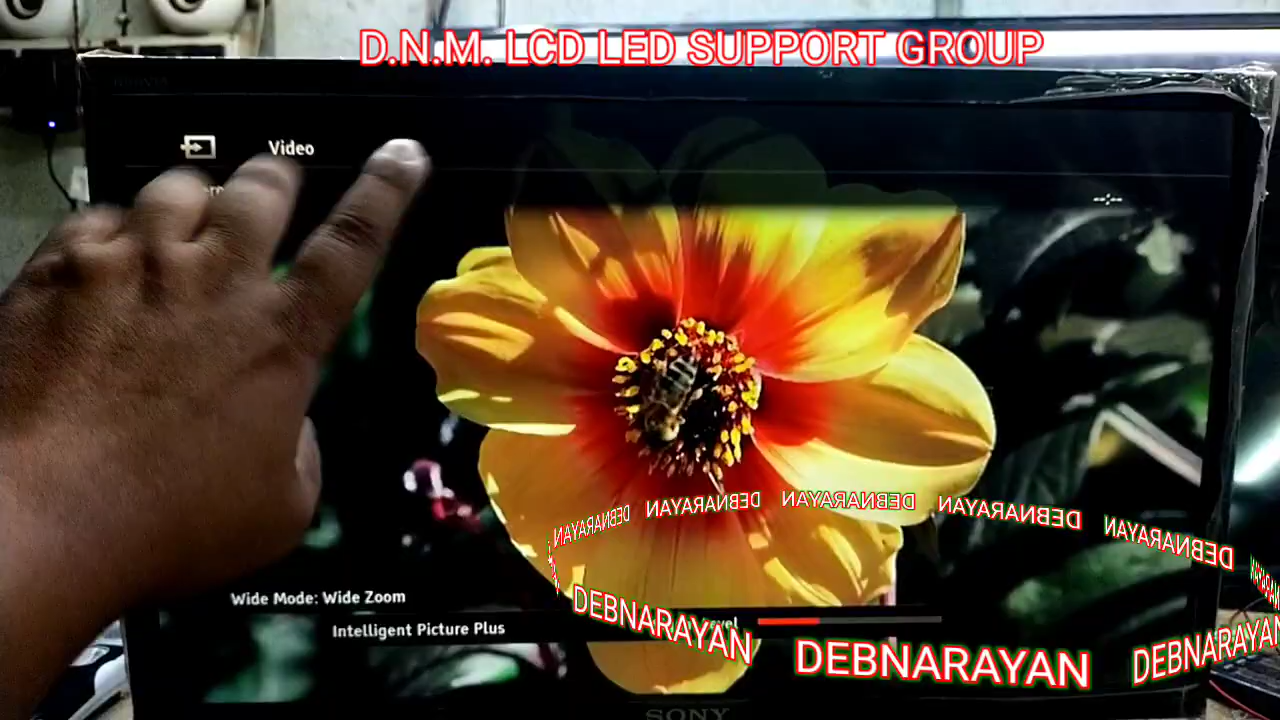 D.N.M. LCD LED SUPPORT GROUP
SONY
Video
DEBNARAYAN DEBNARAYAN DEBNARAYAN DEBNARAYAN DEBNARAYAN
Wide Mode: Wide Zoom
Intelligent Picture Plus
DEBNARAYAN DEBNARAYAN DEBNARAYAN
SONY